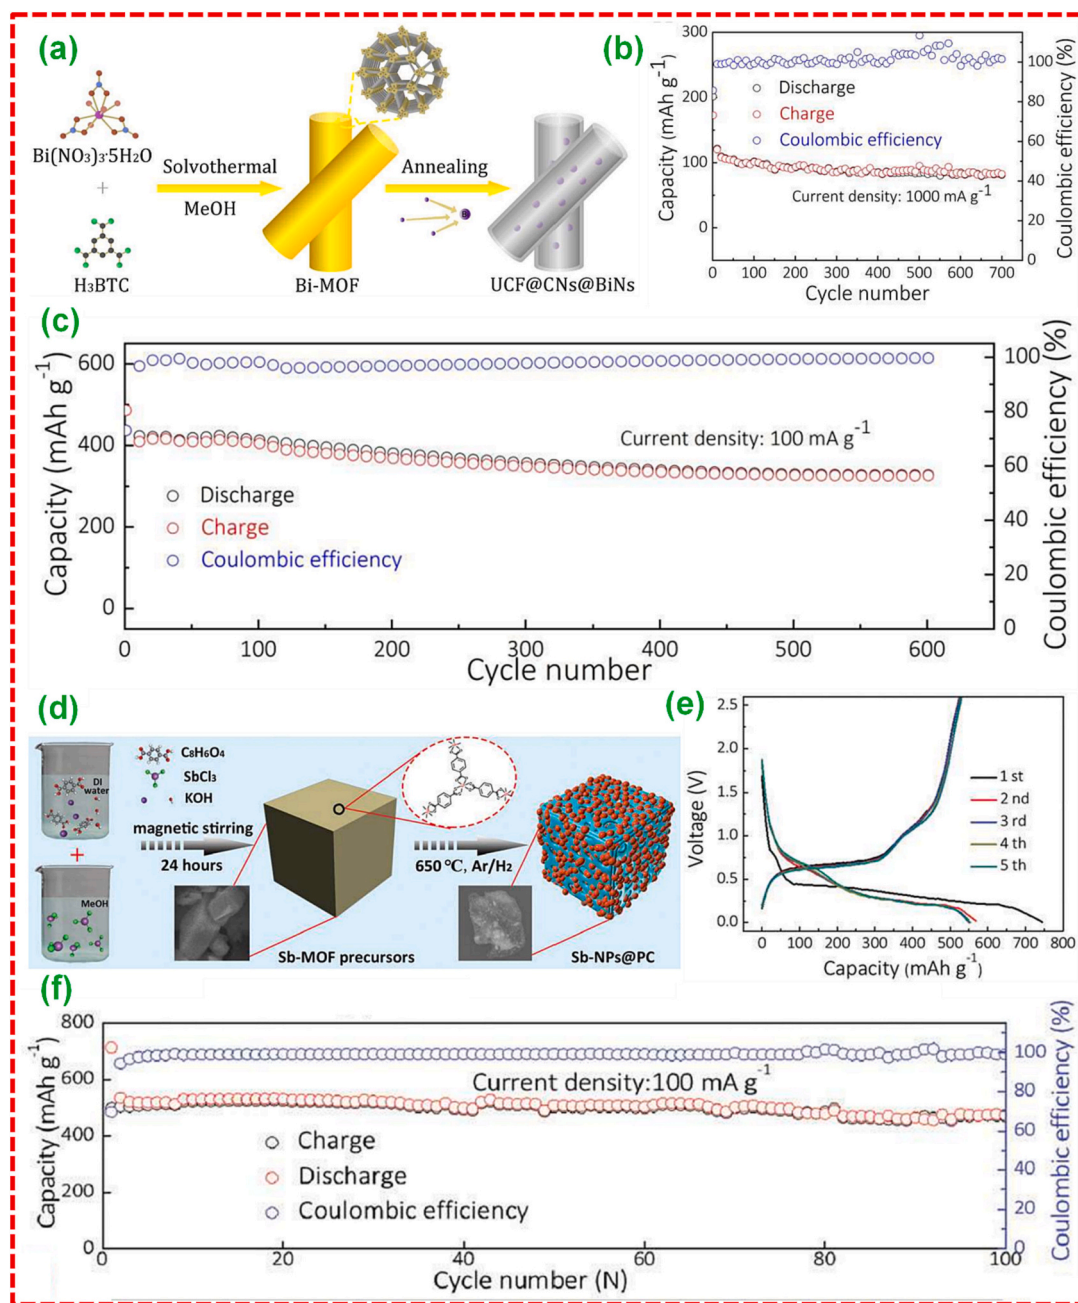 (a)
Bi(NO₃)₃·5H₂O
+
H₃BTC
Solvothermal
MeOH
Bi-MOF
Annealing
UCF@CNs@BiNs
(b)
Capacity (mAh g⁻¹)
300
250
200
150
100
50
0
Discharge
Charge
Coulombic efficiency
Current density: 1000 mA g⁻¹
120
100
80
60
40
20
0
Coulombic efficiency (%)
0 100 200 300 400 500 600 700
Cycle number
(c)
Capacity (mAh g⁻¹)
600
400
300
200
0
Current density: 100 mA g⁻¹
Discharge
Charge
Coulombic efficiency
100
80
60
40
20
0
Coulombic efficiency (%)
0 100 200 300 400 500 600
Cycle number
(d)
DI
water
+
MeOH
C₈H₆O₄
SbCl₃
KOH
magnetic stirring
24 hours
Sb-MOF precursors
650 °C, Ar/H₂
Sb-NPs@PC
(e)
Voltage (V)
2.5
2.0
1.5
1.0
0.5
0.0
1 st
2 nd
3 rd
4 th
5 th
0 100 200 300 400 500 600 700 800
Capacity (mAh g⁻¹)
(f)
Capacity (mAh g⁻¹)
800
600
400
200
0
Current density:100 mA g⁻¹
Charge
Discharge
Coulombic efficiency
100
80
60
40
20
0
Coulombic efficiency (%)
0 20 40 60 80 100
Cycle number (N)